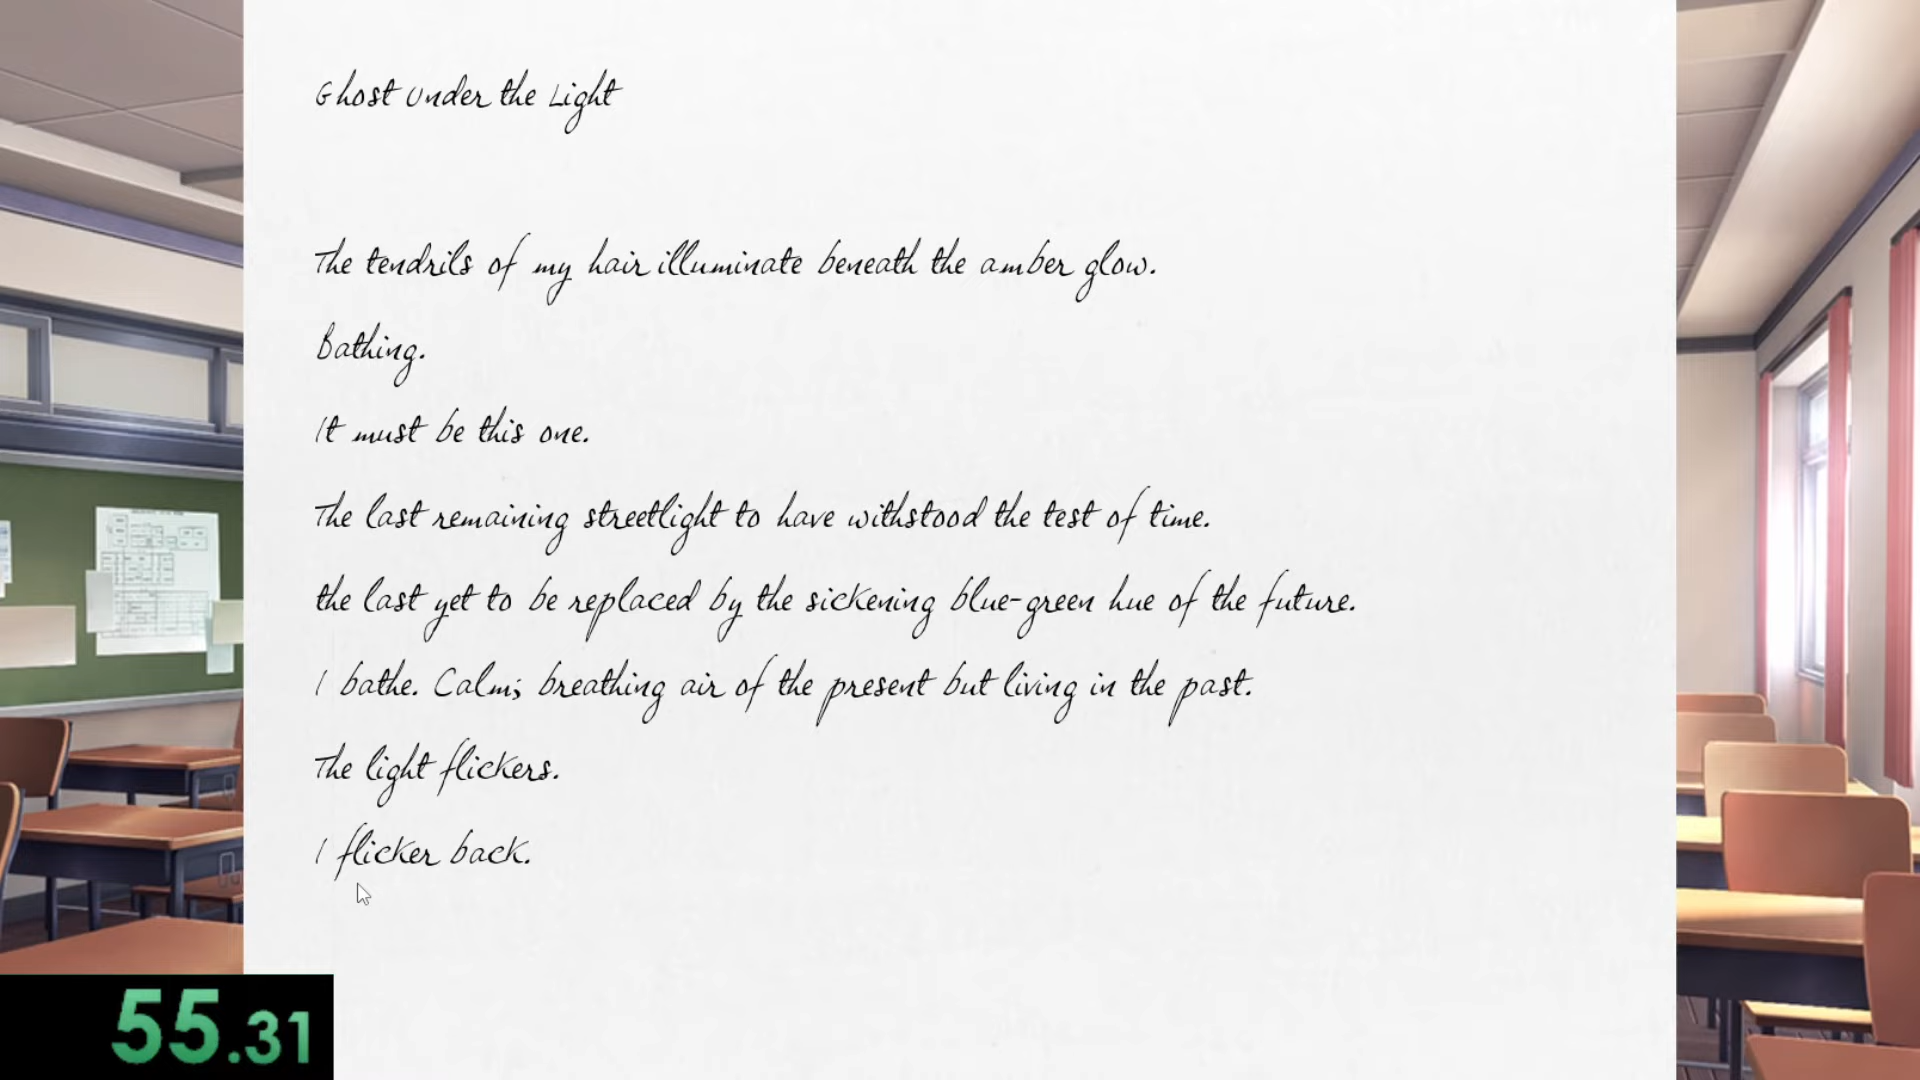 Ghost Under the Light
The tendrils of my hair illuminate beneath the amber glow.
Bathing.
It must be this one.
The last remaining streetlight to have withstood the test of time.
the last yet to be replaced by the sickening blue-green hue of the future.
I bathe. Calm; breathing air of the present but living in the past.
The light flickers.
I flicker back.
55.31